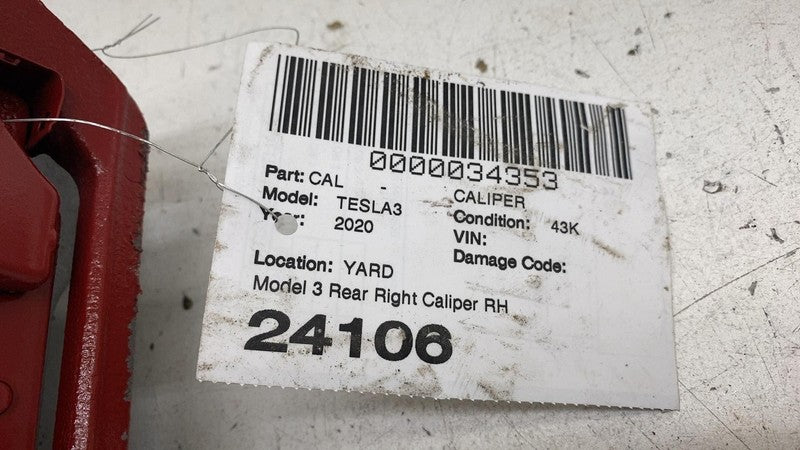 0000034353
Part: CAL - CALIPER
Model: TESLA3 Condition: 43K
Year: 2020 VIN:
Damage Code:
Location: YARD
Model 3 Rear Right Caliper RH
24106